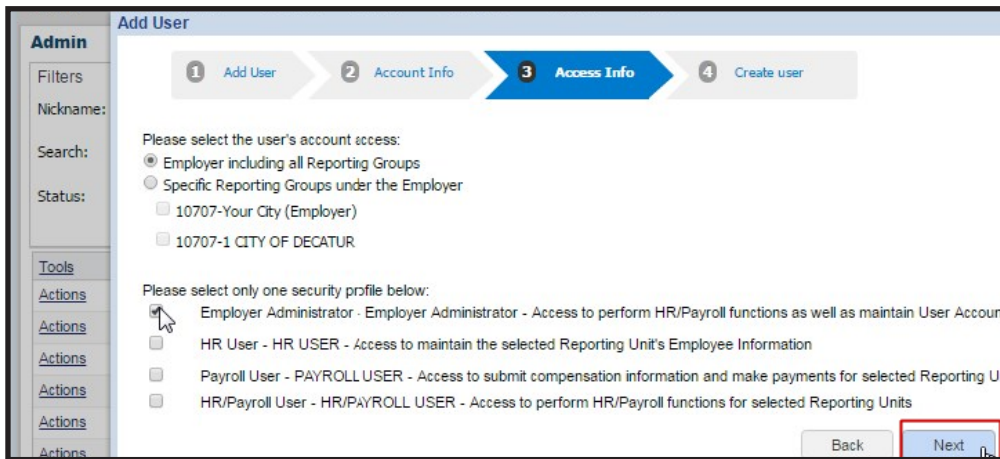 Add User
Admin
Filters
Nickname:
Search:
Status:
Tools
Actions
Actions
Actions
Actions
Actions
Actions
1 Add User 2 Account Info 3 Access Info 4 Create user
Please select the user's account access:
Employer including all Reporting Groups
Specific Reporting Groups under the Employer
10707-Your City (Employer)
10707-1 CITY OF DECATUR
Please select only one security profile below:
Employer Administrator - Employer Administrator - Access to perform HR/Payroll functions as well as maintain User Accoun
HR User - HR USER - Access to maintain the selected Reporting Unit's Employee Information
Payroll User - PAYROLL USER - Access to submit compensation information and make payments for selected Reporting U
HR/Payroll User - HR/PAYROLL USER - Access to perform HR/Payroll functions for selected Reporting Units
Back Next